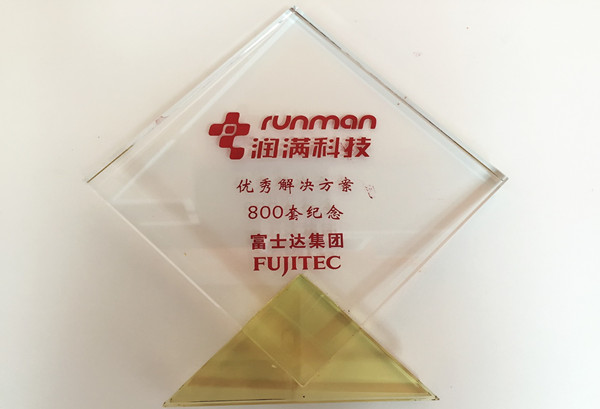 runman
润满科技
优秀解决方案
800套纪念
富士达集团
FUJITEC